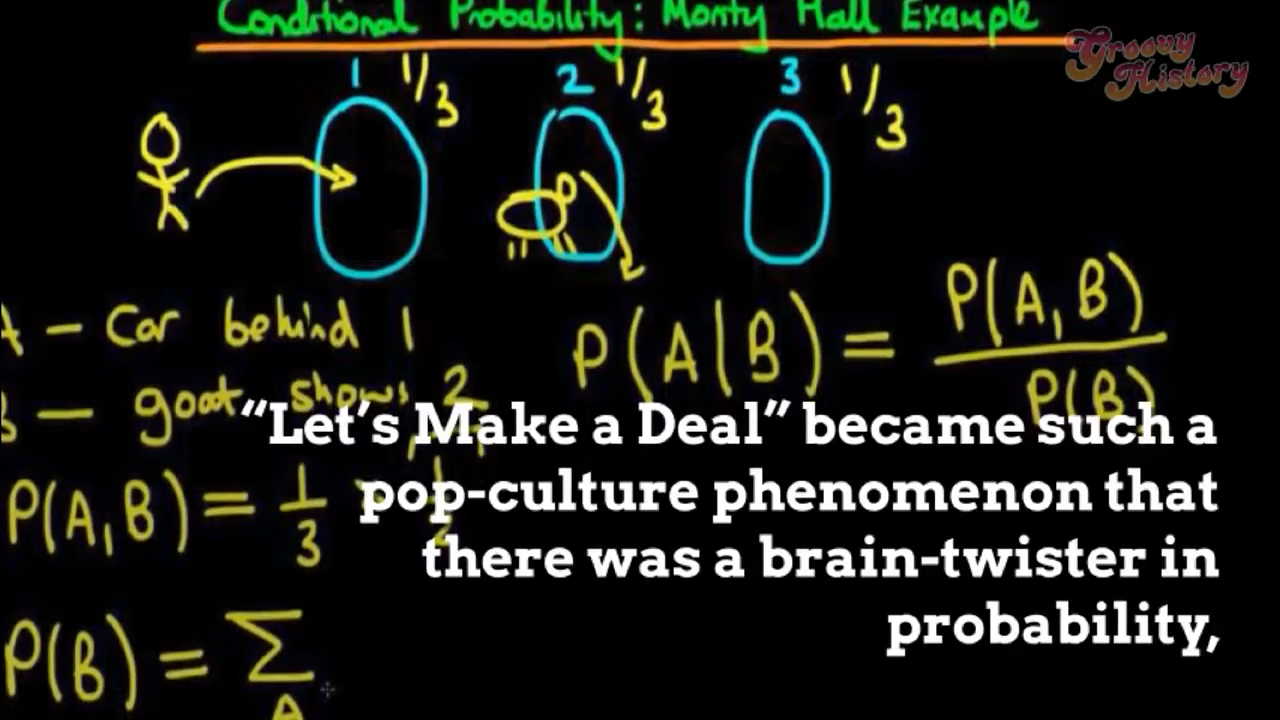 Conditional Probability: Monty Hall Example
Groovy
History
1 1/3 2 1/3 3 1/3
A - Car behind 1
B - goat shows 2
P(A|B) = P(A, B)
P(B)
P(A, B) = 1/3 1/2
P(B) = Σ
A
“Let’s Make a Deal” became such a
pop-culture phenomenon that
there was a brain-twister in
probability,